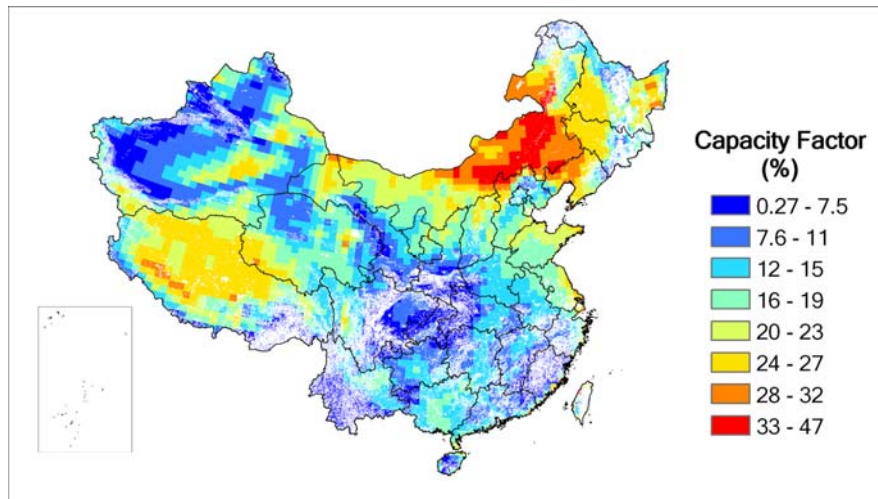 Capacity Factor
(%)
0.27 - 7.5
7.6 - 11
12 - 15
16 - 19
20 - 23
24 - 27
28 - 32
33 - 47